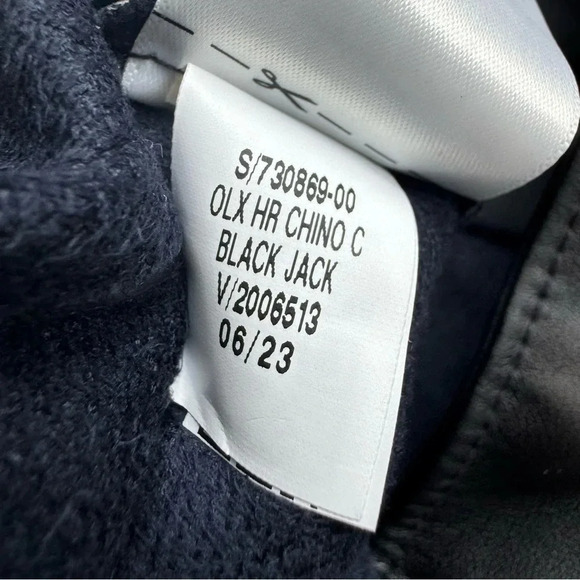 S/730869-00
OLX HR CHINO C
BLACK JACK
V/2006513
06/23